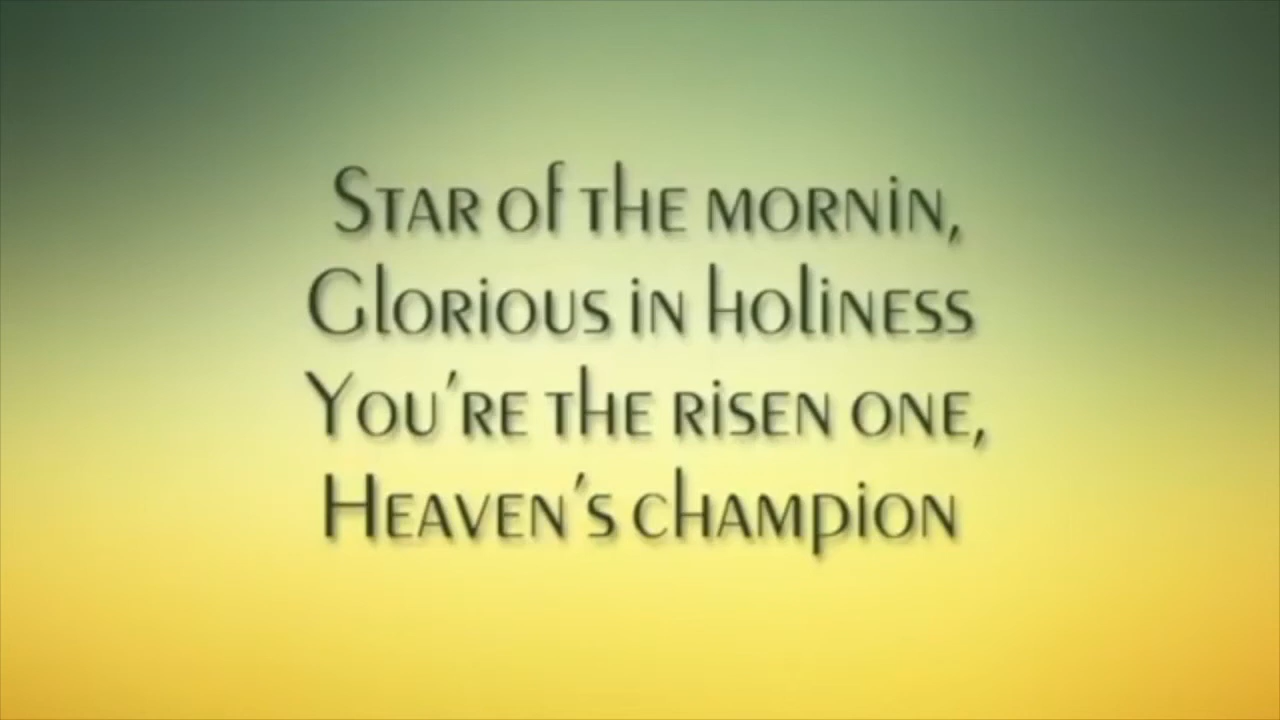 Star of the mornin,
Glorious in holiness
You're the risen one,
Heaven's champion